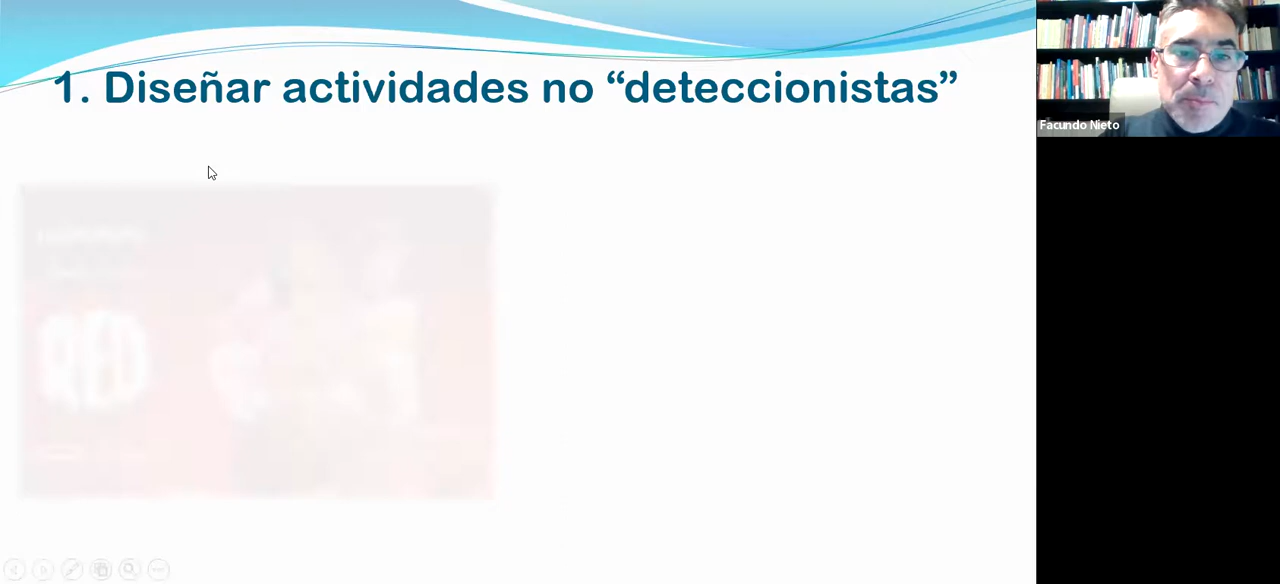 1. Diseñar actividades no “deteccionistas”
Facundo Nieto
RED